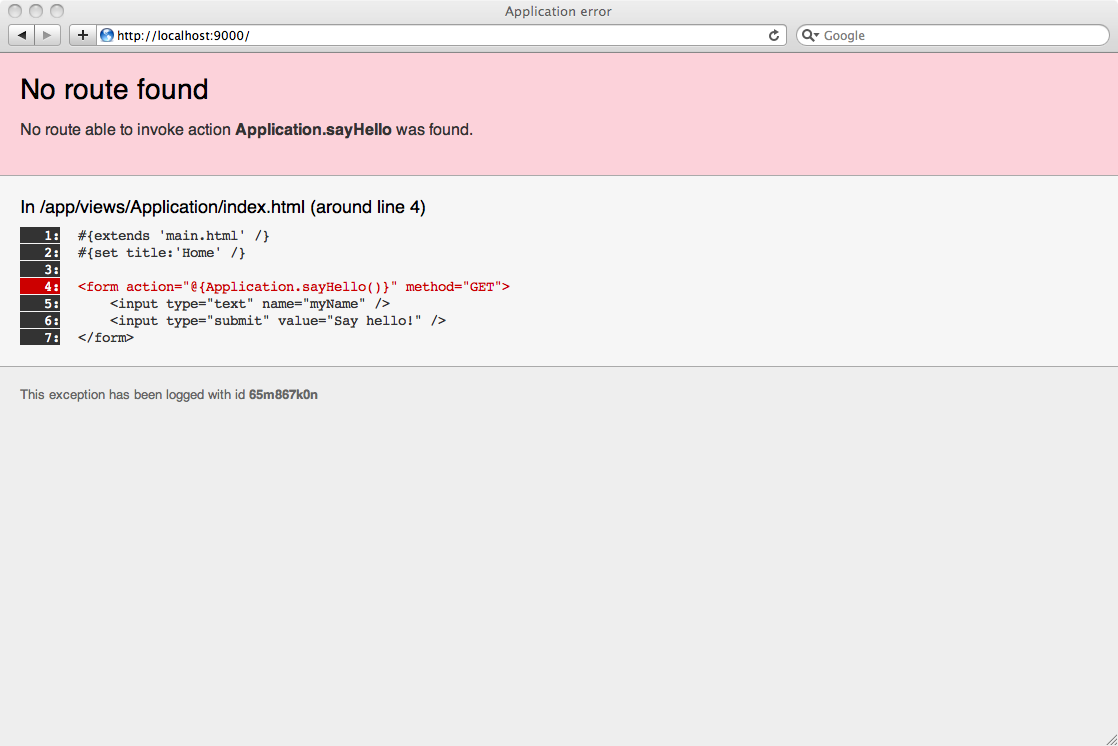 Application error
http://localhost:9000/
Google
No route found
No route able to invoke action Application.sayHello was found.
In /app/views/Application/index.html (around line 4)
1: #{extends 'main.html' /}
2: #{set title:'Home' /}
3:
4: <form action="@{Application.sayHello()}" method="GET">
5:     <input type="text" name="myName" />
6:     <input type="submit" value="Say hello!" />
7: </form>
This exception has been logged with id 65m867k0n